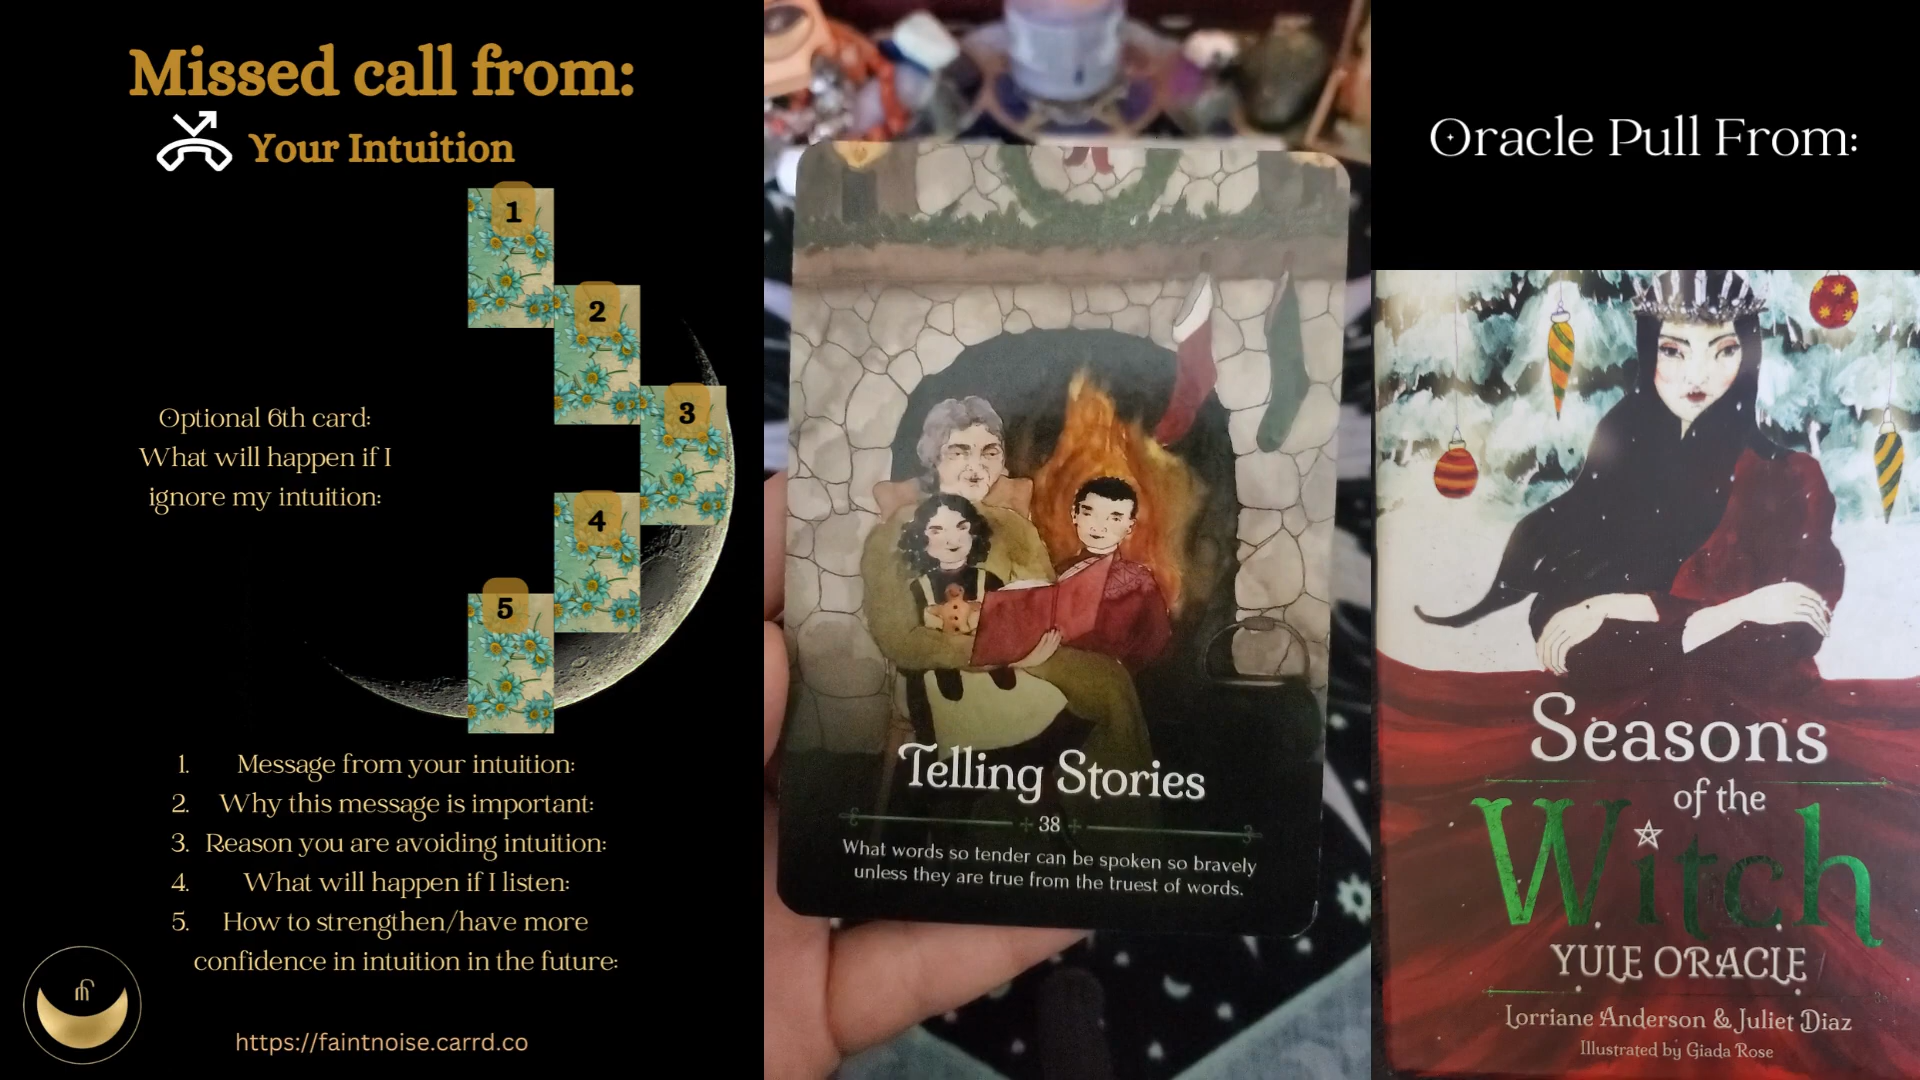 Missed call from:
Your Intuition
1
2
3
4
5
Optional 6th card:
What will happen if I
ignore my intuition:
1. Message from your intuition:
2. Why this message is important:
3. Reason you are avoiding intuition:
4. What will happen if I listen:
5. How to strengthen/have more
confidence in intuition in the future:
https://faintnoise.carrd.co
Telling Stories
38
What words so tender can be spoken so bravely
unless they are true from the truest of words.
Oracle Pull From:
Seasons
of the
Witch
YULE ORACLE
Lorriane Anderson & Juliet Diaz
Illustrated by Giada Rose